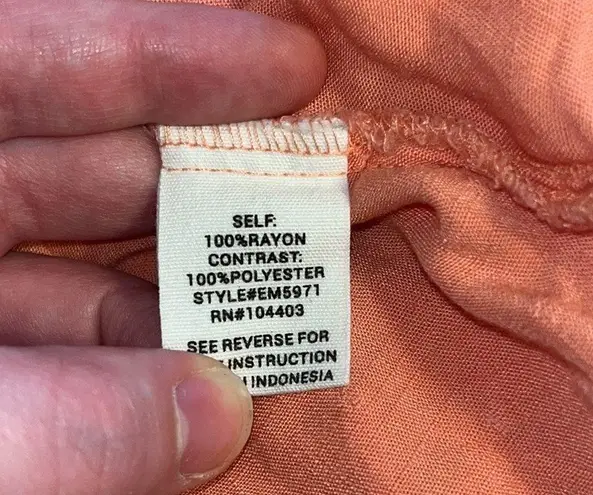 SELF:
100%RAYON
CONTRAST:
100%POLYESTER
STYLE#EM5971
RN#104403
SEE REVERSE FOR
INSTRUCTION
INDONESIA